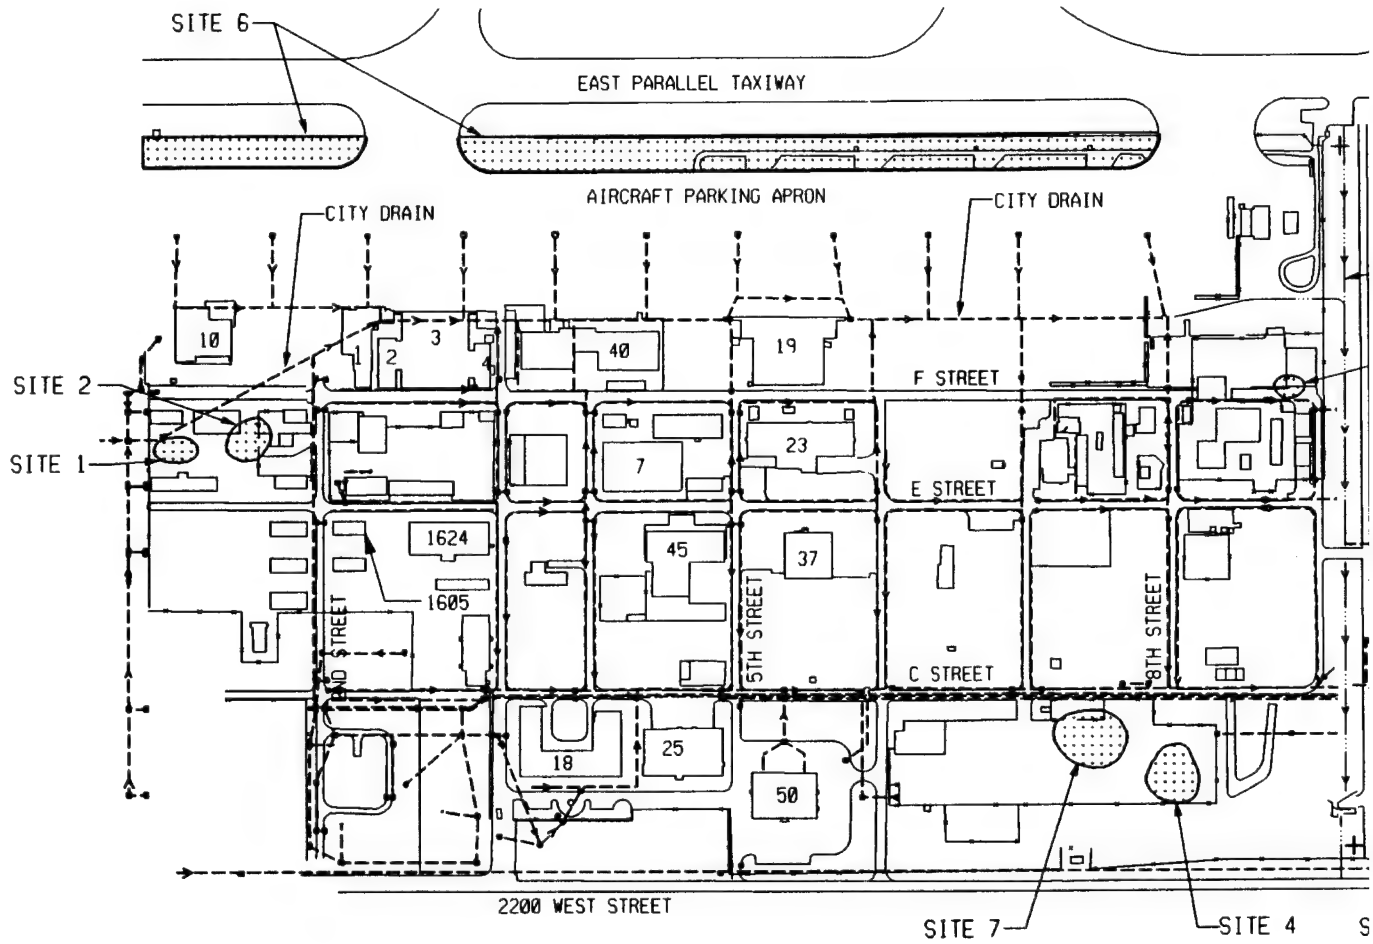 SITE 6
EAST PARALLEL TAXIWAY
AIRCRAFT PARKING APRON
CITY DRAIN
CITY DRAIN
10
1
2
3
4
40
19
F STREET
SITE 2
SITE 1
7
23
E STREET
1624
45
37
1605
2ND STREET
5TH STREET
8TH STREET
C STREET
18
25
50
2200 WEST STREET
SITE 7
SITE 4
S